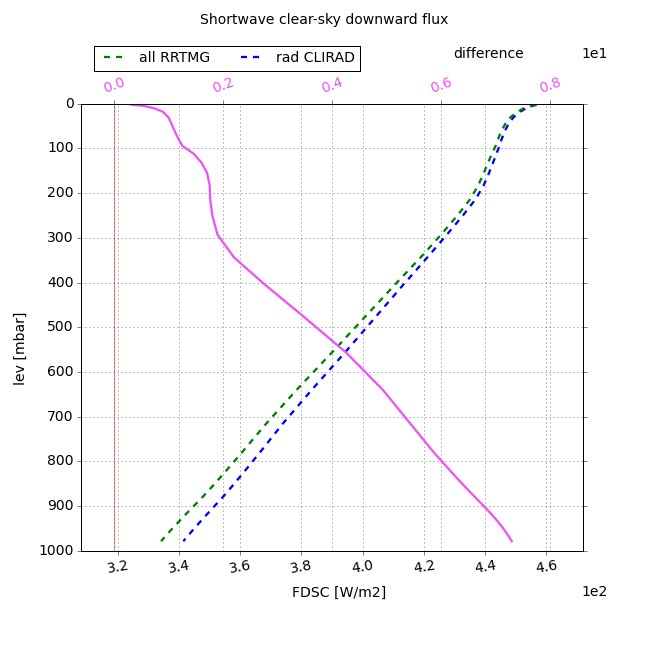 Shortwave clear-sky downward flux
all RRTMG rad CLIRAD difference 1e1
0.0 0.2 0.4 0.6 0.8
0
100
200
300
400
500
600
700
800
900
1000
lev [mbar]
3.2 3.4 3.6 3.8 4.0 4.2 4.4 4.6
FDSC [W/m2] 1e2